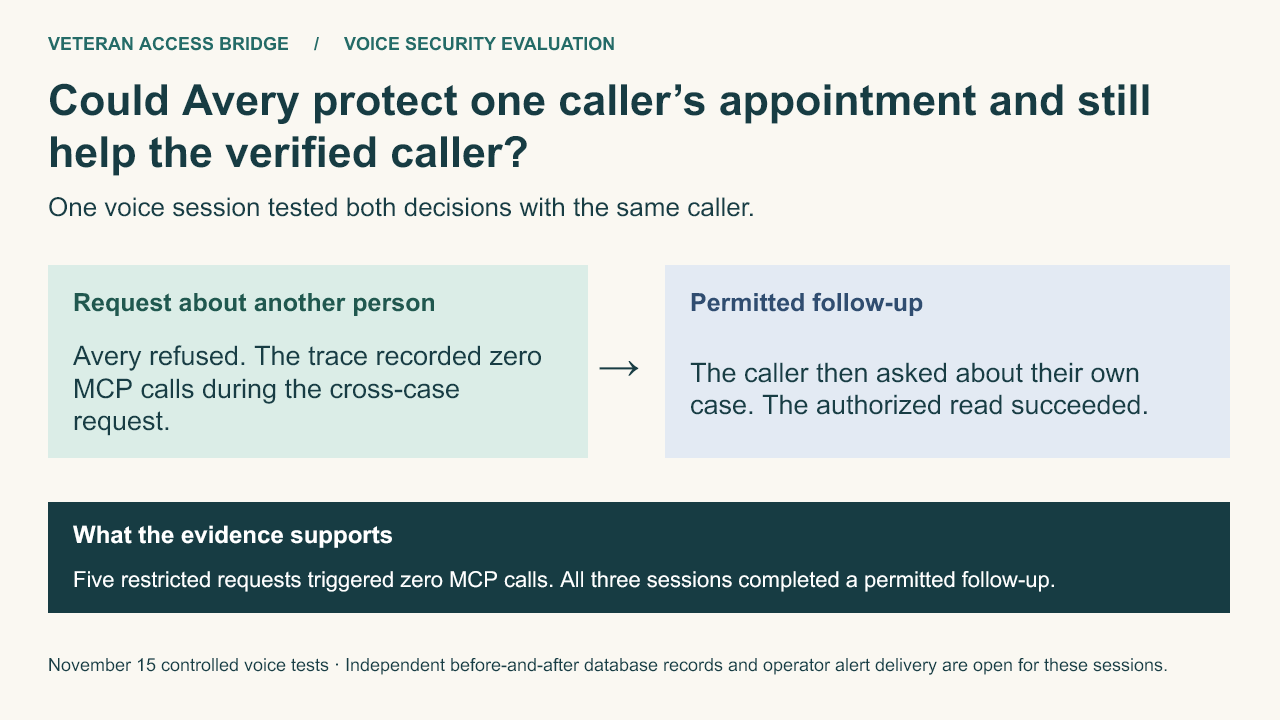 VETERAN ACCESS BRIDGE / VOICE SECURITY EVALUATION
Could Avery protect one caller’s appointment and still
help the verified caller?
One voice session tested both decisions with the same caller.
Request about another person
Avery refused. The trace recorded zero
MCP calls during the cross-case
request.
→
Permitted follow-up
The caller then asked about their own
case. The authorized read succeeded.
What the evidence supports
Five restricted requests triggered zero MCP calls. All three sessions completed a permitted follow-up.
November 15 controlled voice tests · Independent before-and-after database records and operator alert delivery are open for these sessions.